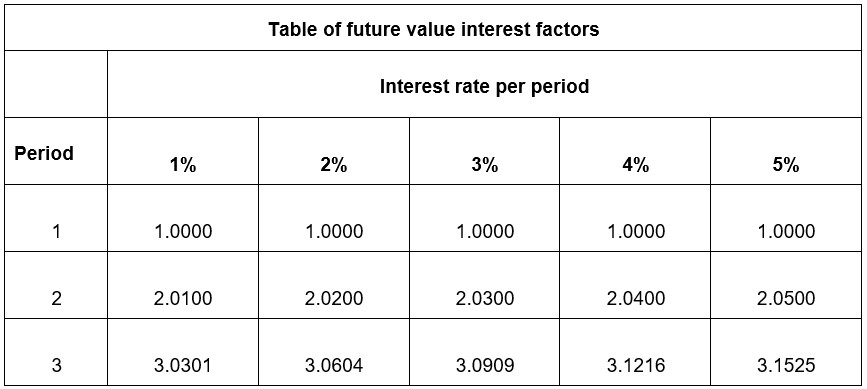 Table of future value interest factors
Interest rate per period
Period 1% 2% 3% 4% 5%
1 1.0000 1.0000 1.0000 1.0000 1.0000
2 2.0100 2.0200 2.0300 2.0400 2.0500
3 3.0301 3.0604 3.0909 3.1216 3.1525